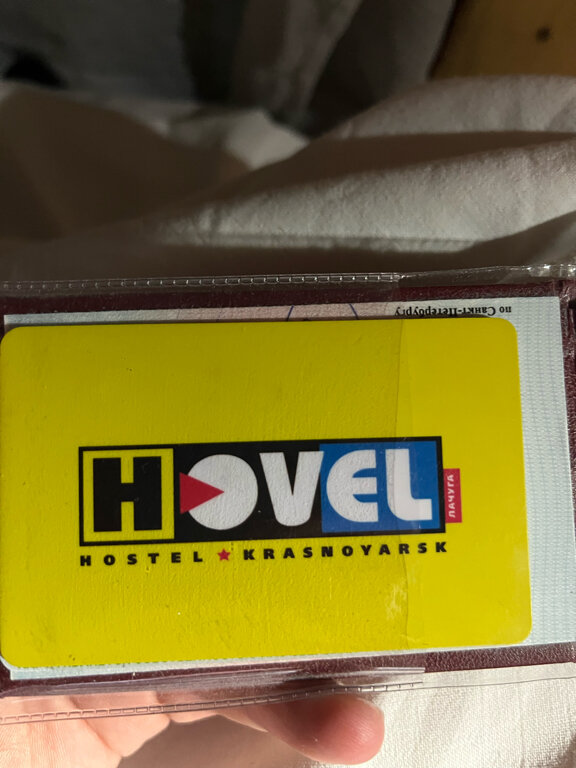 по Санкт-Петербургу
HOVEL
ЛАЧУГА
HOSTEL ★ KRASNOYARSK